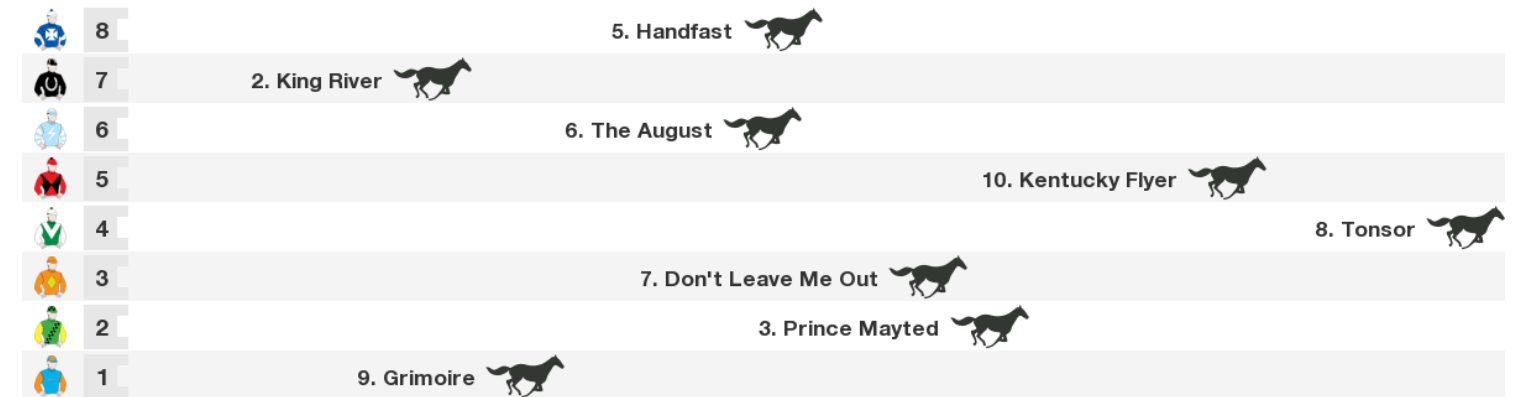 8 5. Handfast
7 2. King River
6 6. The August
5 10. Kentucky Flyer
4 8. Tonsor
3 7. Don't Leave Me Out
2 3. Prince Mayted
1 9. Grimoire